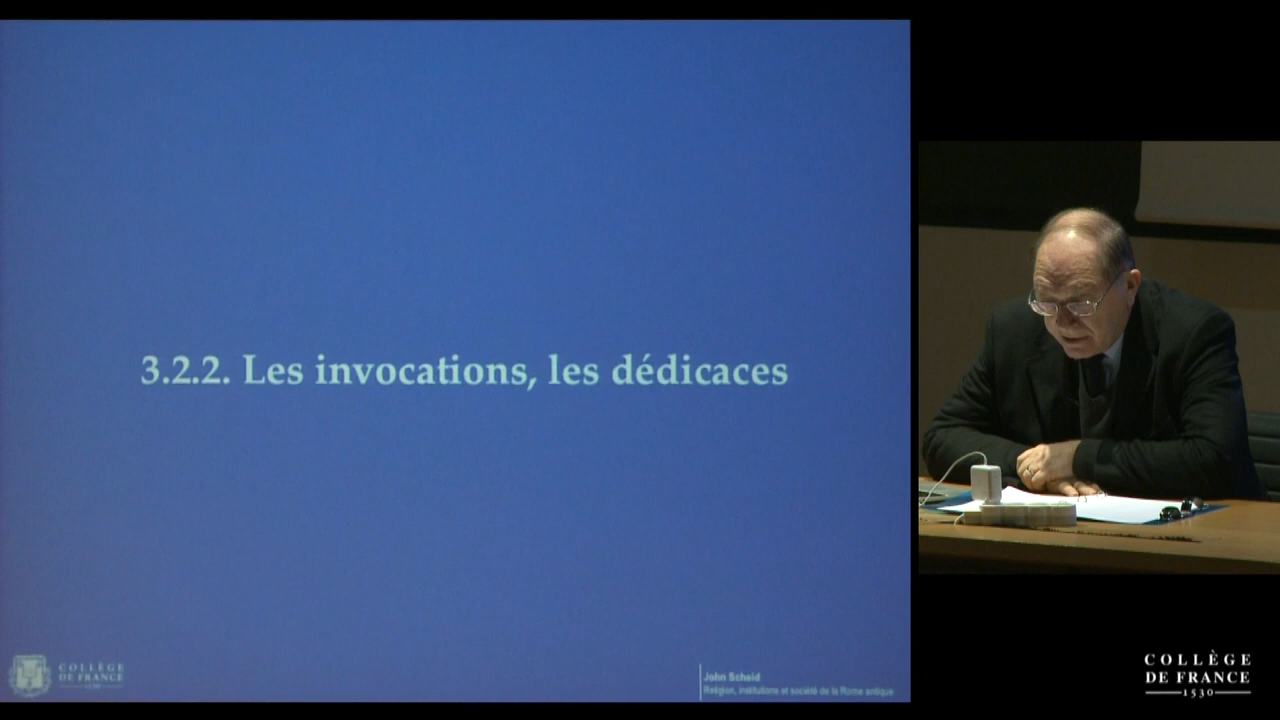 3.2.2. Les invocations, les dédicaces
COLLÈGE
DE FRANCE
1530
John Scheid
Religion, institutions et société de la Rome antique
COLLÈGE
DE FRANCE
1530